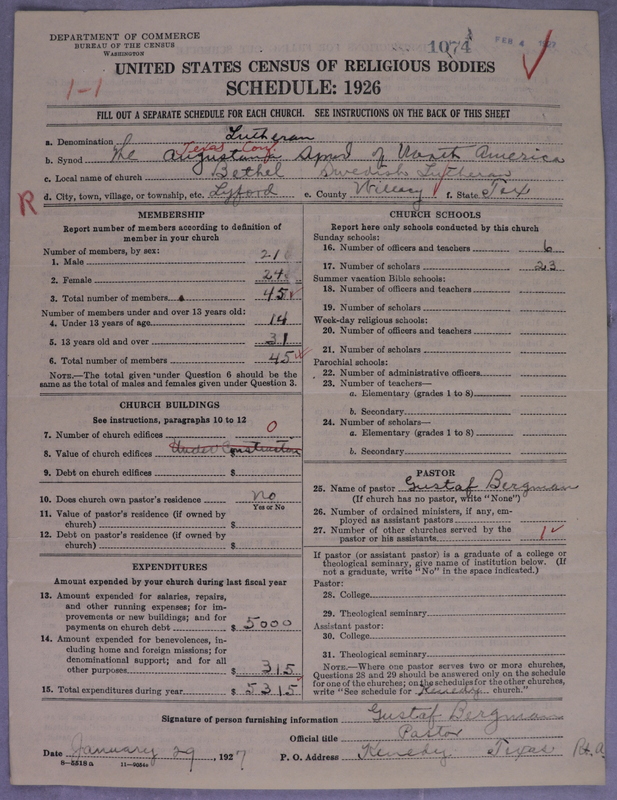 DEPARTMENT OF COMMERCE
BUREAU OF THE CENSUS
WASHINGTON
1074
FEB 4 1927
UNITED STATES CENSUS OF RELIGIOUS BODIES
SCHEDULE: 1926
1-1
FILL OUT A SEPARATE SCHEDULE FOR EACH CHURCH. SEE INSTRUCTIONS ON THE BACK OF THIS SHEET
a. Denomination Lutheran
Texas Conf.
b. Synod The Augustana Synod of North America
c. Local name of church Bethel Swedish Lutheran
R
d. City, town, village, or township, etc. Lyford e. County Willacy f. State Tex
MEMBERSHIP
Report number of members according to definition of
member in your church
Number of members, by sex:
1. Male 21
2. Female 24
3. Total number of members 45
Number of members under and over 13 years old:
4. Under 13 years of age 14
5. 13 years old and over 31
6. Total number of members 45
NOTE.—The total given under Question 6 should be
same as the total of males and females given under Question 3.
CHURCH BUILDINGS
See instructions, paragraphs 10 to 12
7. Number of church edifices 0
8. Value of church edifices Under Construction $
9. Debt on church edifices $
10. Does church own pastor's residence no
Yes or No
11. Value of pastor's residence (if owned by
church) $
12. Debt on pastor's residence (if owned by
church) $
EXPENDITURES
Amount expended by your church during last fiscal year
13. Amount expended for salaries, repairs,
and other running expenses; for im-
provements or new buildings; and for
payments on church debt $ 5000
14. Amount expended for benevolences, in-
cluding home and foreign missions; for
denominational support; and for all
other purposes $ 315
15. Total expenditures during year $ 5315
CHURCH SCHOOLS
Report here only schools conducted by this church
Sunday schools:
16. Number of officers and teachers 6
17. Number of scholars 23
Summer vacation Bible schools:
18. Number of officers and teachers
19. Number of scholars
Week-day religious schools:
20. Number of officers and teachers
21. Number of scholars
Parochial schools:
22. Number of administrative officers
23. Number of teachers—
a. Elementary (grades 1 to 8)
b. Secondary
24. Number of scholars—
a. Elementary (grades 1 to 8)
b. Secondary
PASTOR
25. Name of pastor Gustaf Bergman
(If church has no pastor, write "None")
26. Number of ordained ministers, if any, em-
ployed as assistant pastors
27. Number of other churches served by the
pastor or his assistants 1
If pastor (or assistant pastor) is a graduate of a college or
theological seminary, give name of institution below. (If
not a graduate, write "No" in the space indicated.)
Pastor:
28. College
29. Theological seminary
Assistant pastor:
30. College
31. Theological seminary
NOTE.—Where one pastor serves two or more churches,
Questions 28 and 29 should be answered only on the schedule
for one of the churches; on the schedules for the other churches,
write "See schedule for Kenedy church."
Signature of person furnishing information Gustaf Bergman
Official title Pastor
Date January 29, 1927 P. O. Address Kenedy Texas Rt. A
8—5518a 11—9054a